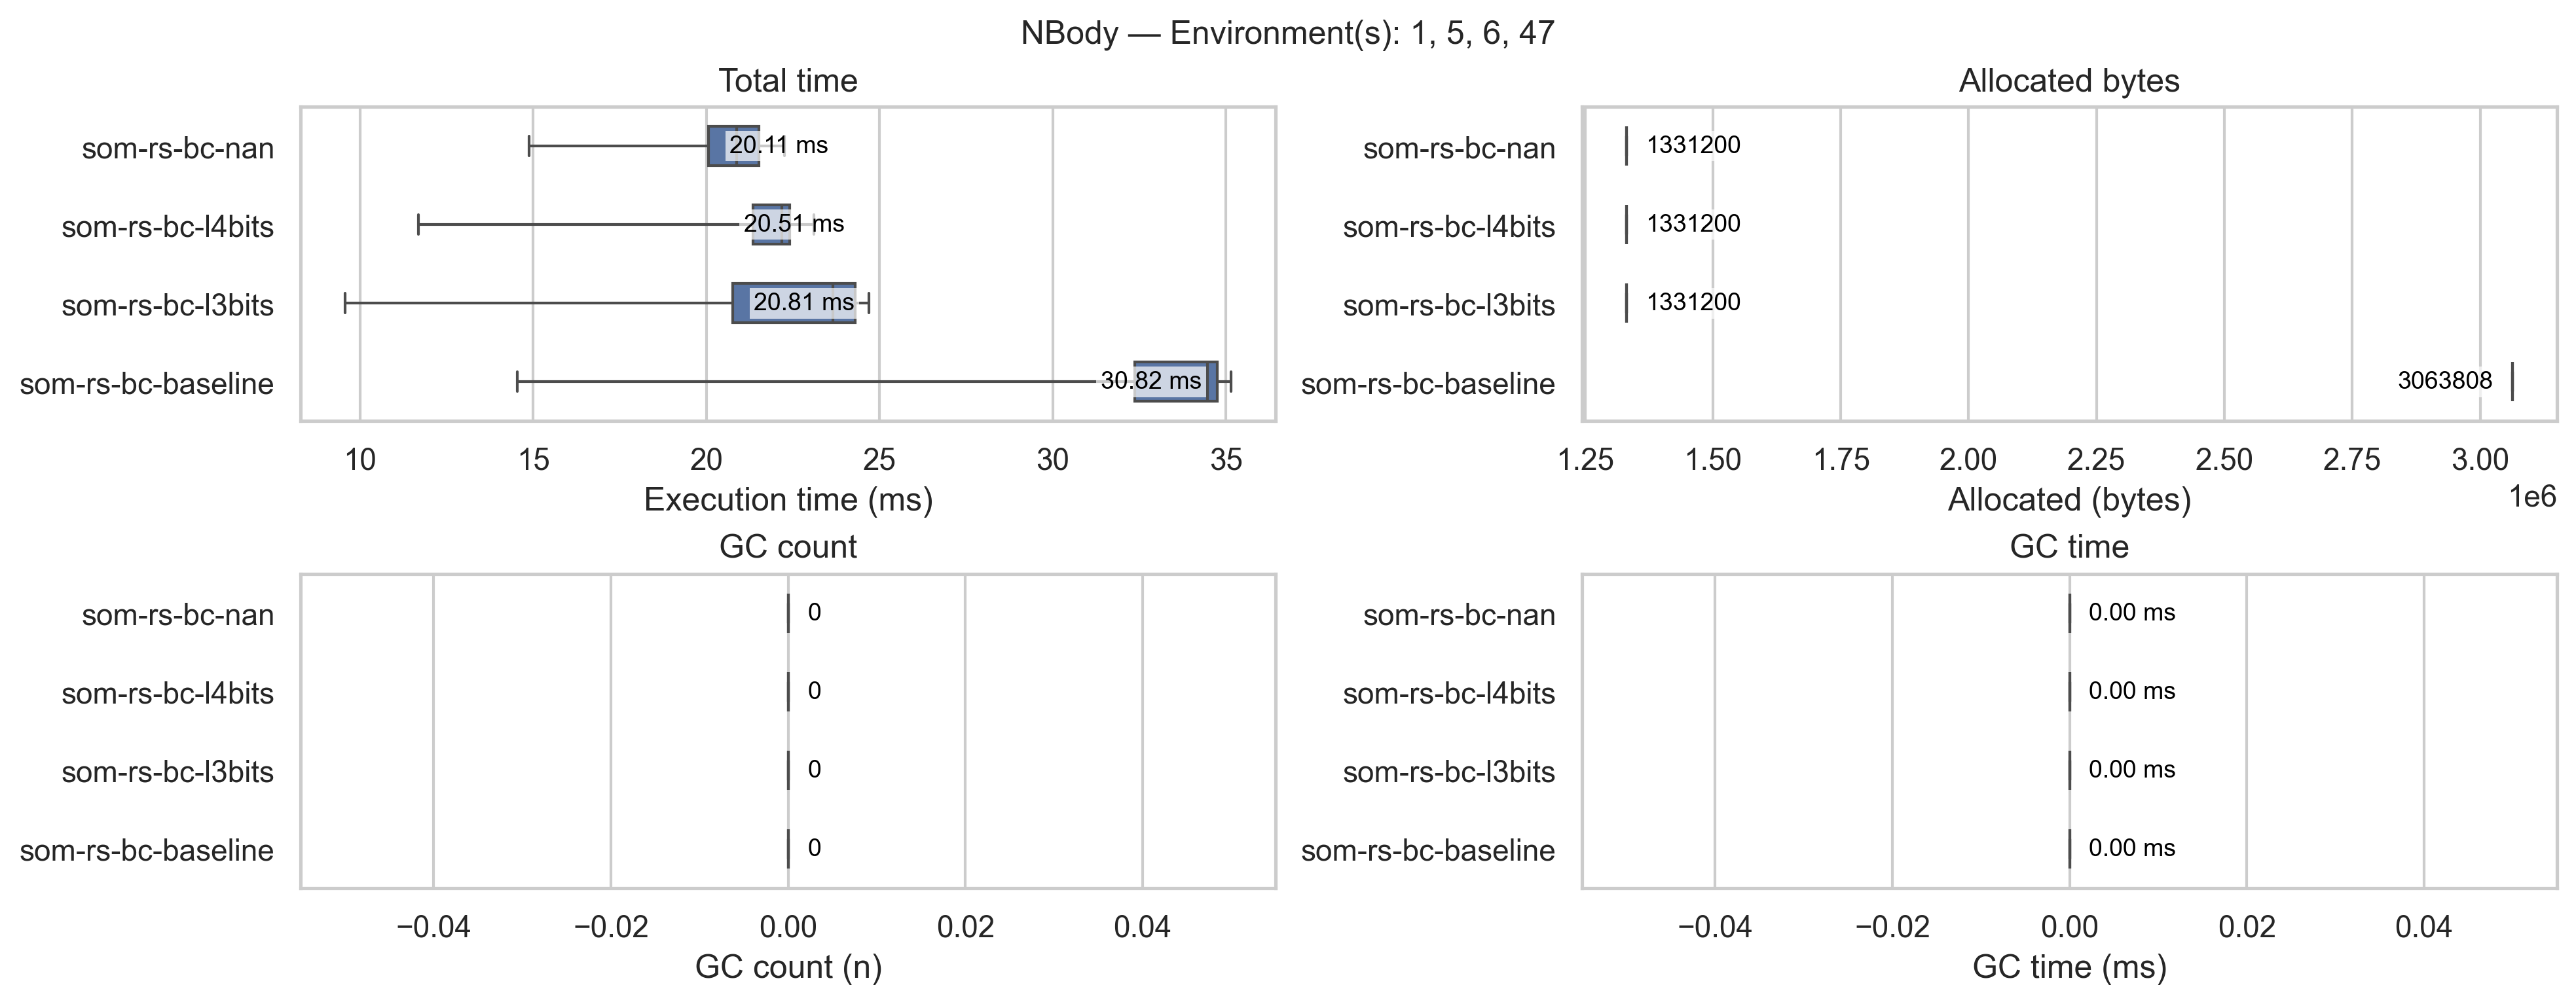 NBody — Environment(s): 1, 5, 6, 47
Total time
som-rs-bc-nan
20.11 ms
som-rs-bc-l4bits
20.51 ms
som-rs-bc-l3bits
20.81 ms
som-rs-bc-baseline
30.82 ms
10 15 20 25 30 35
Execution time (ms)
Allocated bytes
som-rs-bc-nan
1331200
som-rs-bc-l4bits
1331200
som-rs-bc-l3bits
1331200
som-rs-bc-baseline
3063808
1.25 1.50 1.75 2.00 2.25 2.50 2.75 3.00
1e6
Allocated (bytes)
GC count
som-rs-bc-nan
0
som-rs-bc-l4bits
0
som-rs-bc-l3bits
0
som-rs-bc-baseline
0
−0.04 −0.02 0.00 0.02 0.04
GC count (n)
GC time
som-rs-bc-nan
0.00 ms
som-rs-bc-l4bits
0.00 ms
som-rs-bc-l3bits
0.00 ms
som-rs-bc-baseline
0.00 ms
−0.04 −0.02 0.00 0.02 0.04
GC time (ms)